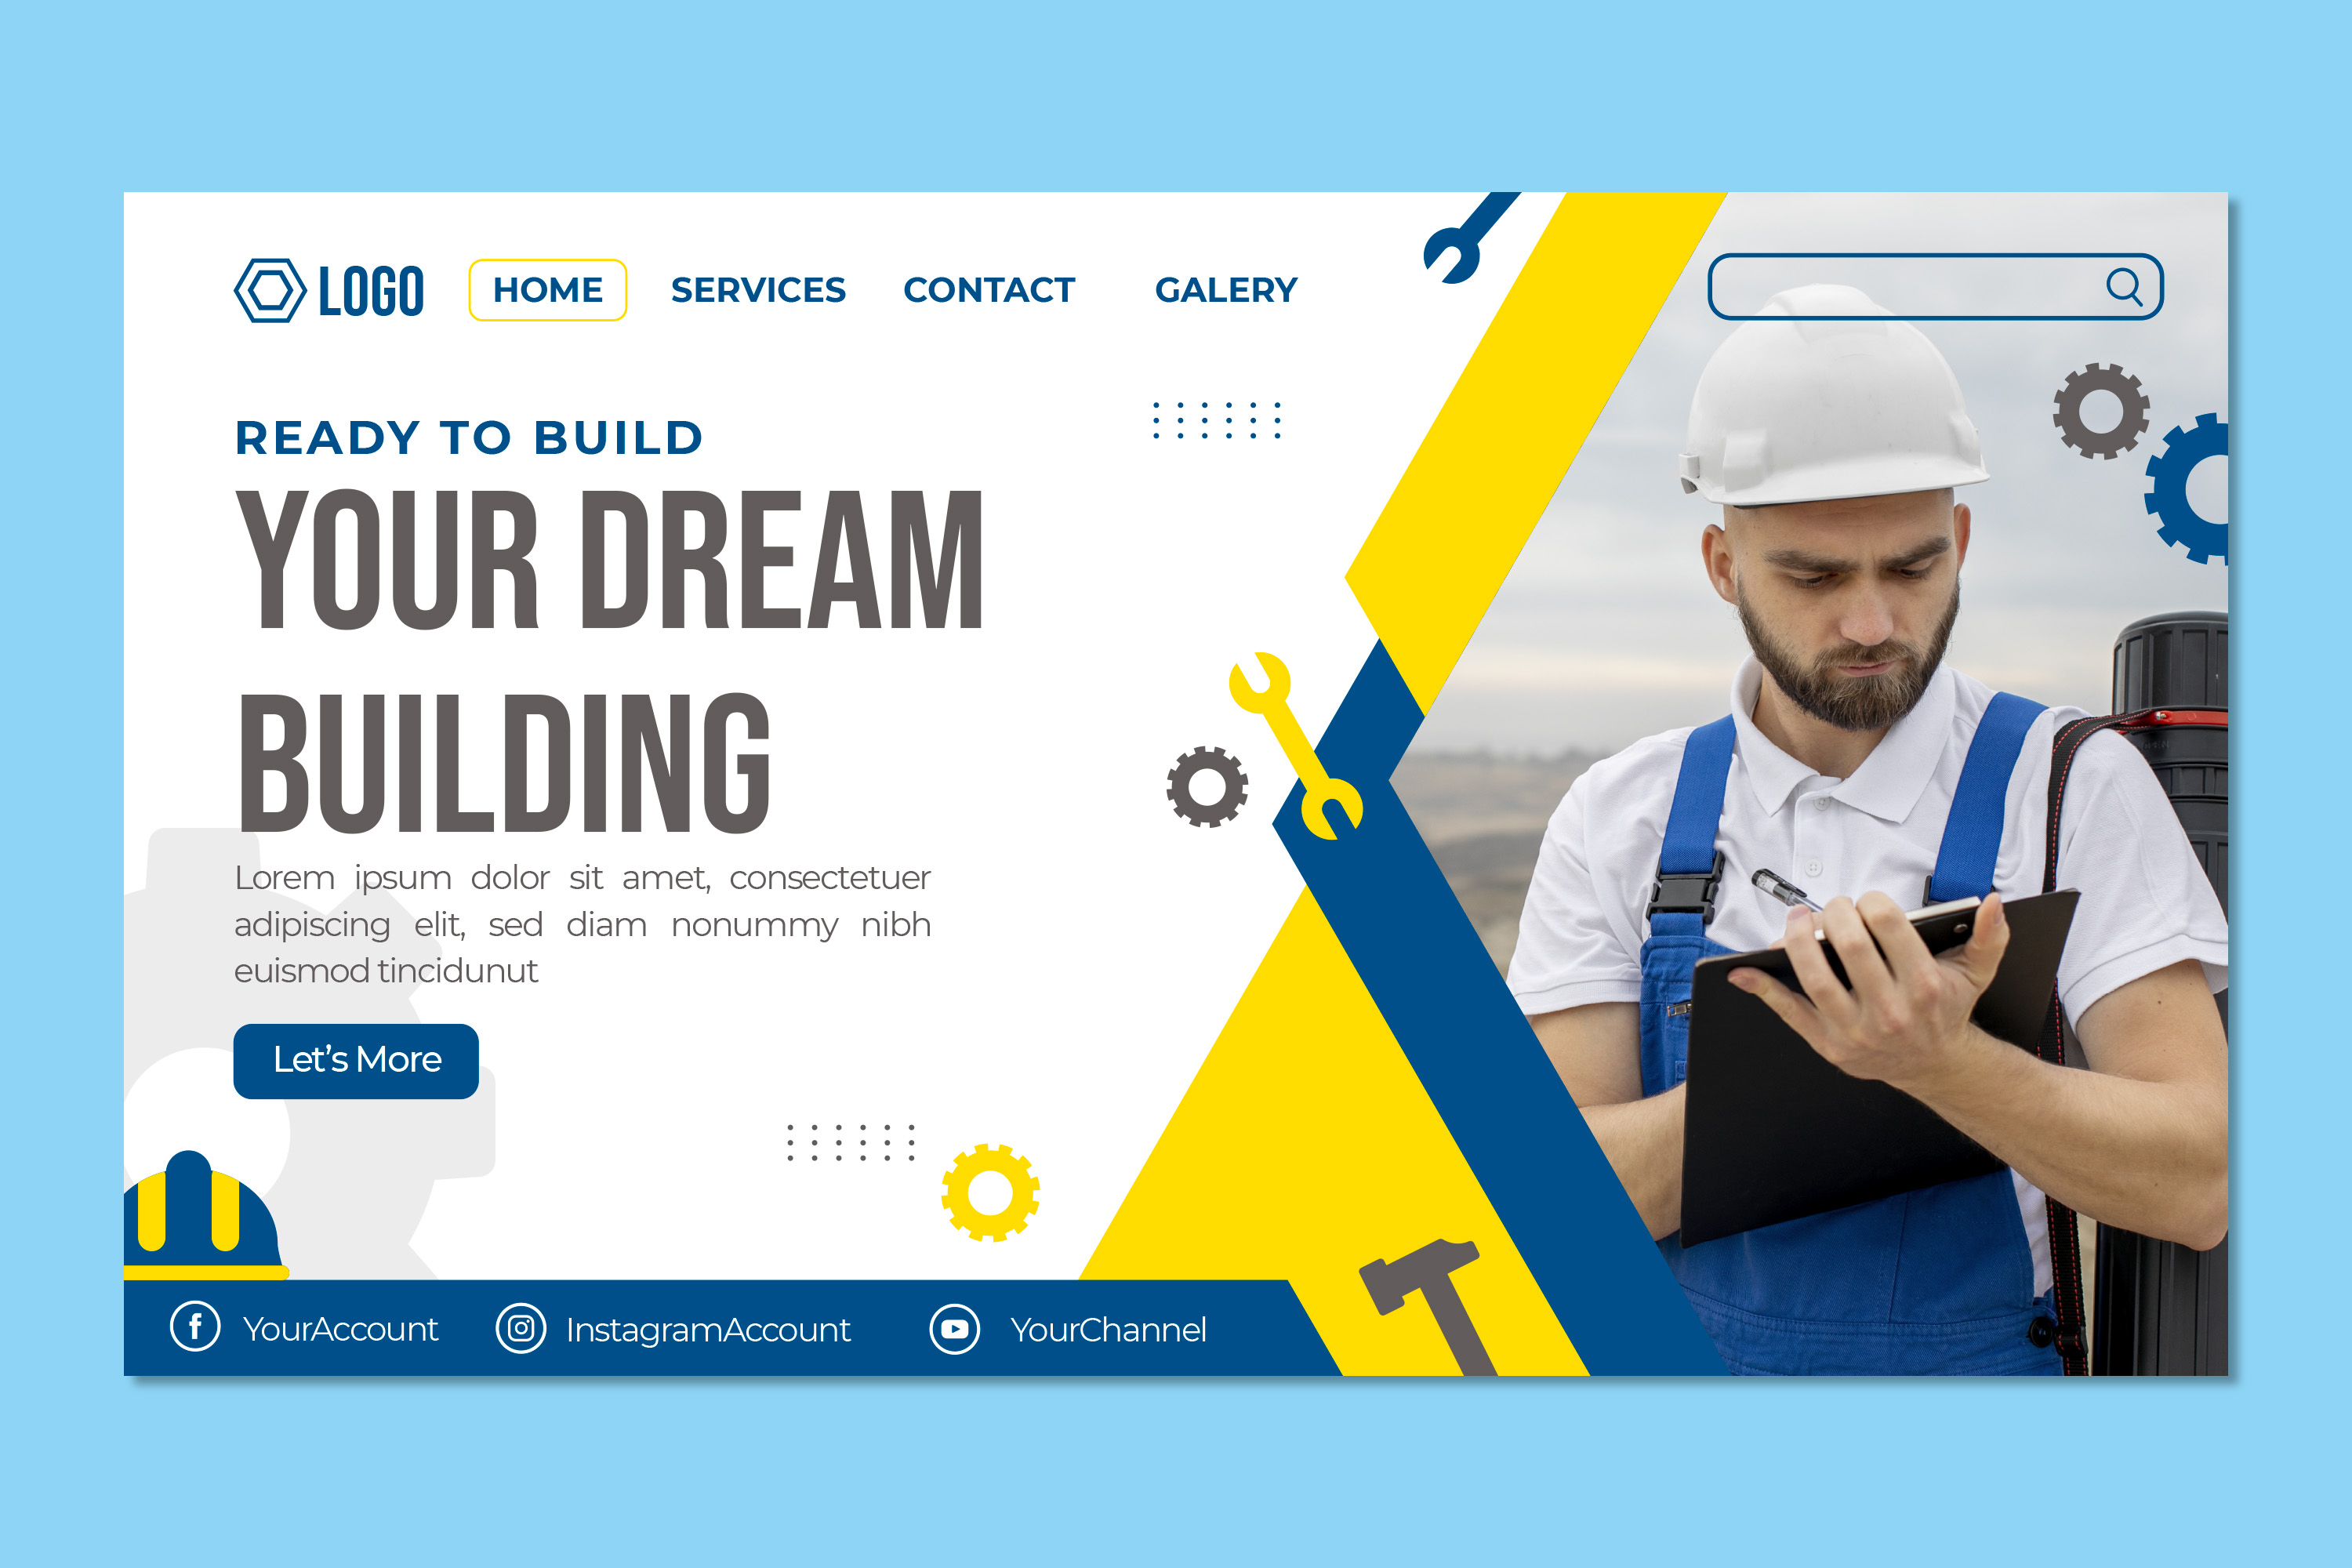 LOGO
HOME
SERVICES
CONTACT
GALERY
READY TO BUILD
YOUR DREAM
BUILDING
Lorem ipsum dolor sit amet, consectetuer
adipiscing elit, sed diam nonummy nibh
euismod tincidunut
Let’s More
YourAccount
InstagramAccount
YourChannel